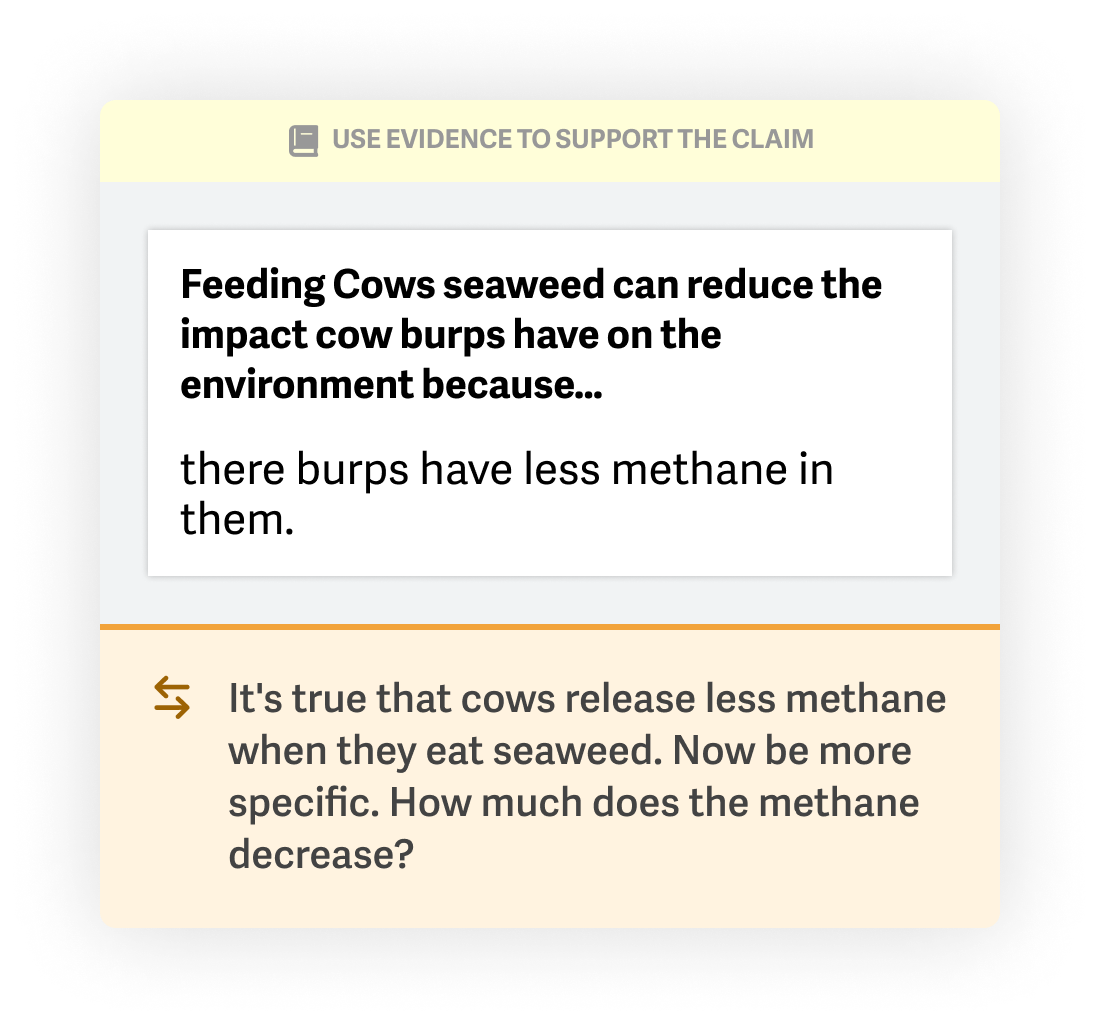 USE EVIDENCE TO SUPPORT THE CLAIM
Feeding Cows seaweed can reduce the
impact cow burps have on the
environment because...
there burps have less methane in
them.
It's true that cows release less methane
when they eat seaweed. Now be more
specific. How much does the methane
decrease?